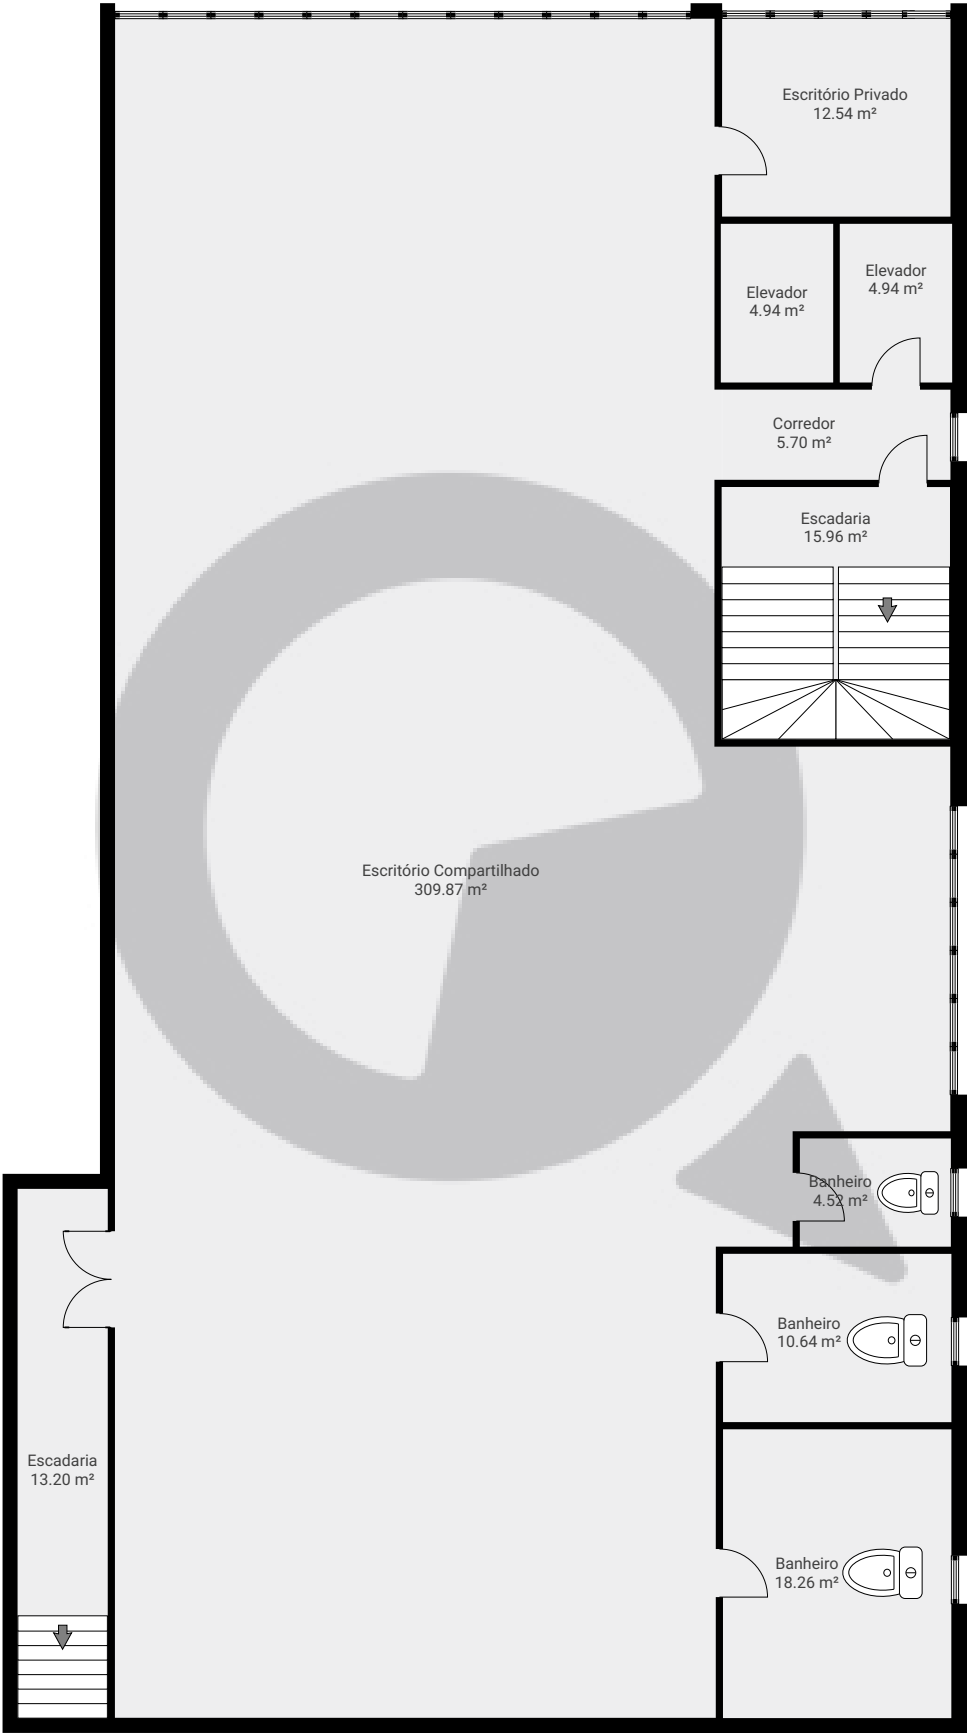 Escritório Privado
12.54 m²
Elevador
4.94 m²
Elevador
4.94 m²
Corredor
5.70 m²
Escadaria
15.96 m²
Escritório Compartilhado
309.87 m²
Banheiro
4.52 m²
Banheiro
10.64 m²
Escadaria
13.20 m²
Banheiro
18.26 m²